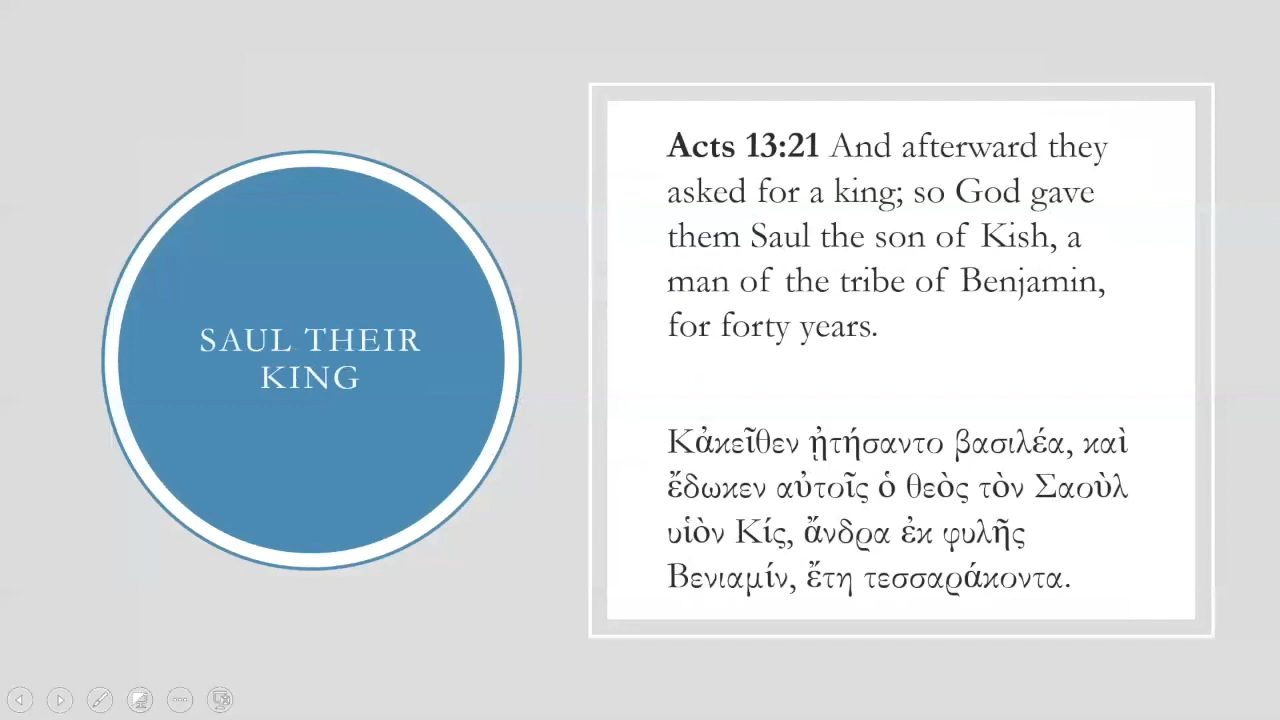 SAUL THEIR
KING
Acts 13:21 And afterward they
asked for a king; so God gave
them Saul the son of Kish, a
man of the tribe of Benjamin,
for forty years.
Κἀκεῖθεν ᾐτήσαντο βασιλέα, καὶ
ἔδωκεν αὐτοῖς ὁ θεὸς τὸν Σαοὺλ
υἱὸν Κίς, ἄνδρα ἐκ φυλῆς
Βενιαμίν, ἔτη τεσσαράκοντα.